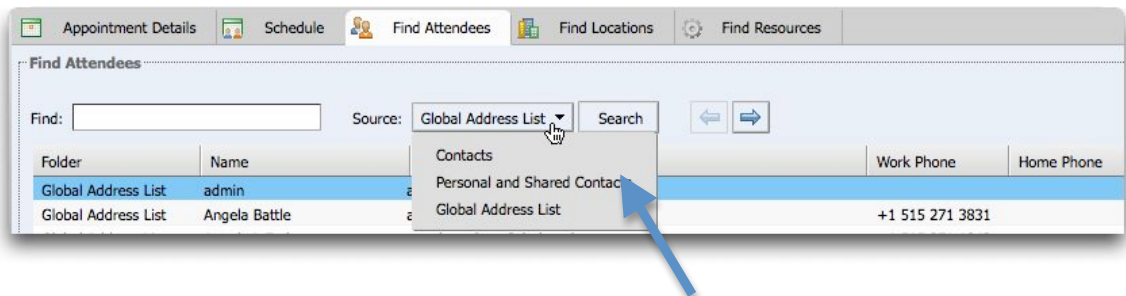 Appointment Details Schedule Find Attendees Find Locations Find Resources
Find Attendees
Find: Source: Global Address List Search
Folder Name Work Phone Home Phone
Contacts
Global Address List admin a
Personal and Shared Contacts
Global Address List Angela Battle a +1 515 271 3831
Global Address List